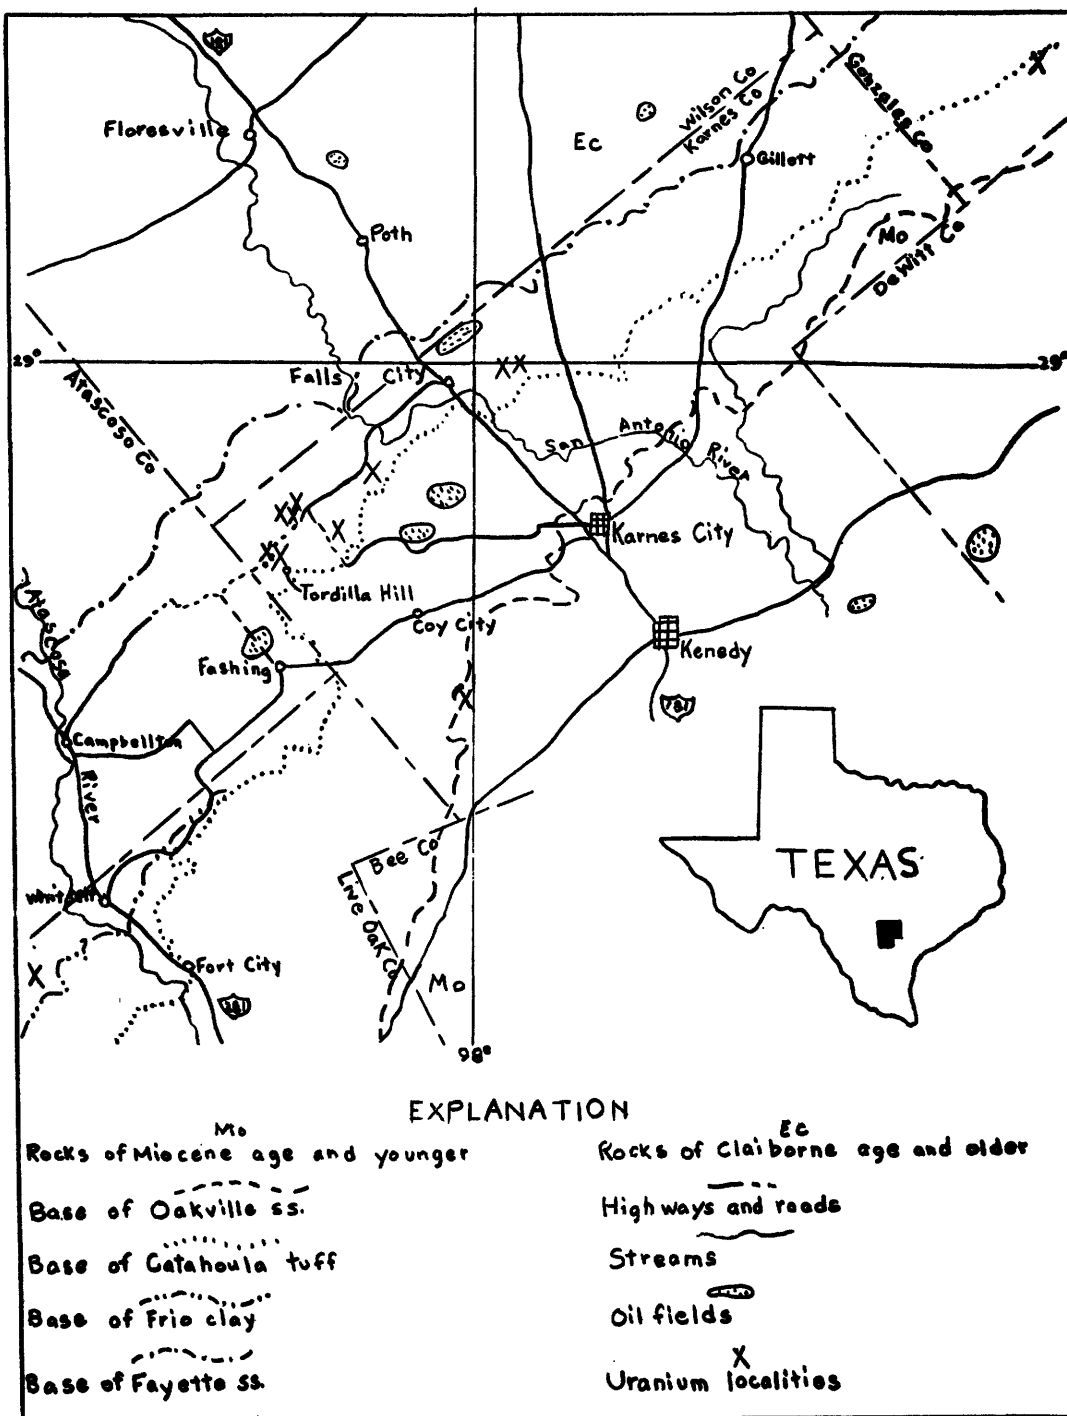 181
Floresville
Wilson Co
Karnes Co
Gonzales Co
Ec
Gillett
Poth
Mo
DeWitt Co
29°
29°
Falls City
Atascosa Co
San Antonio River
Karnes City
Tordilla Hill
Coy City
Atascosa River
Fashing
Kenedy
181
Campbellton
Bee Co
Live Oak Co
TEXAS
Whitsett
?
Fort City
Mo
281
98°
EXPLANATION
Mo
Rocks of Miocene age and younger
Base of Oakville ss.
Base of Catahoula tuff
Base of Frio clay
Base of Fayette ss.
Ec
Rocks of Claiborne age and older
Highways and roads
Streams
Oil fields
X
Uranium localities